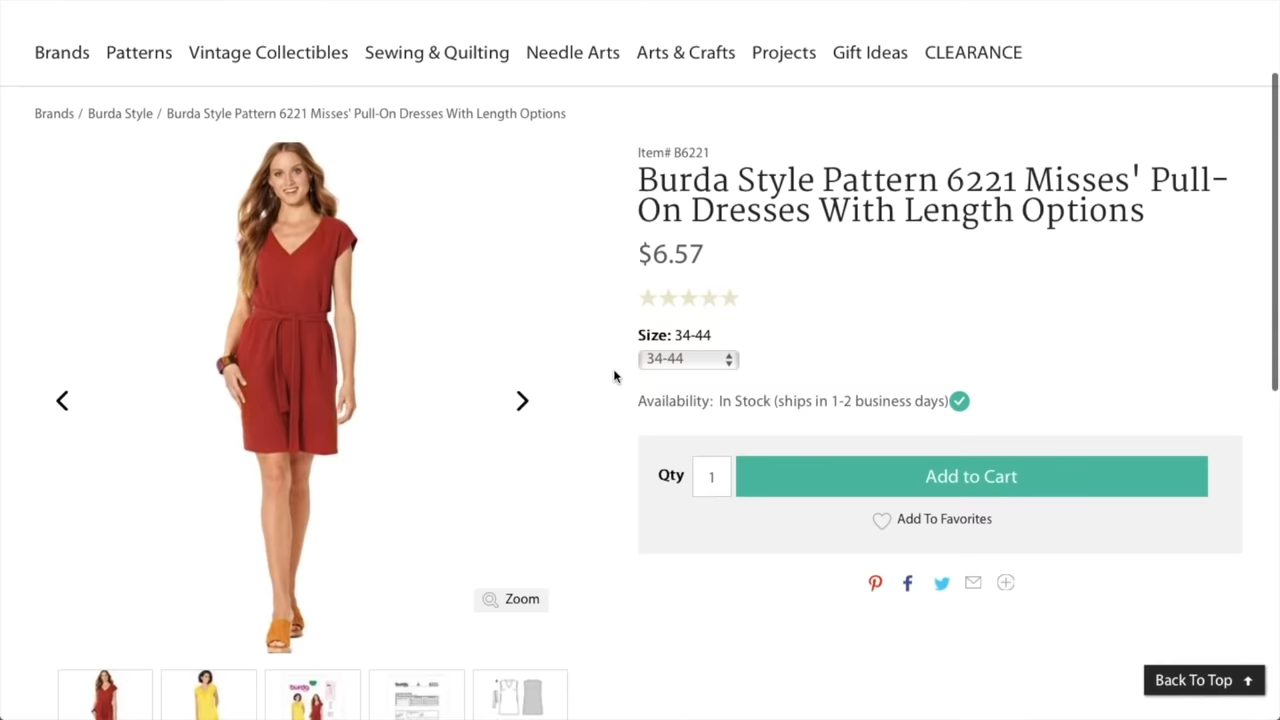 Brands Patterns Vintage Collectibles Sewing & Quilting Needle Arts Arts & Crafts Projects Gift Ideas CLEARANCE
Brands / Burda Style / Burda Style Pattern 6221 Misses' Pull-On Dresses With Length Options
Item# B6221
Burda Style Pattern 6221 Misses' Pull-
On Dresses With Length Options
$6.57
Size: 34-44
34-44
Availability: In Stock (ships in 1-2 business days)
Qty 1 Add to Cart
Add To Favorites
Zoom
Back To Top
burda